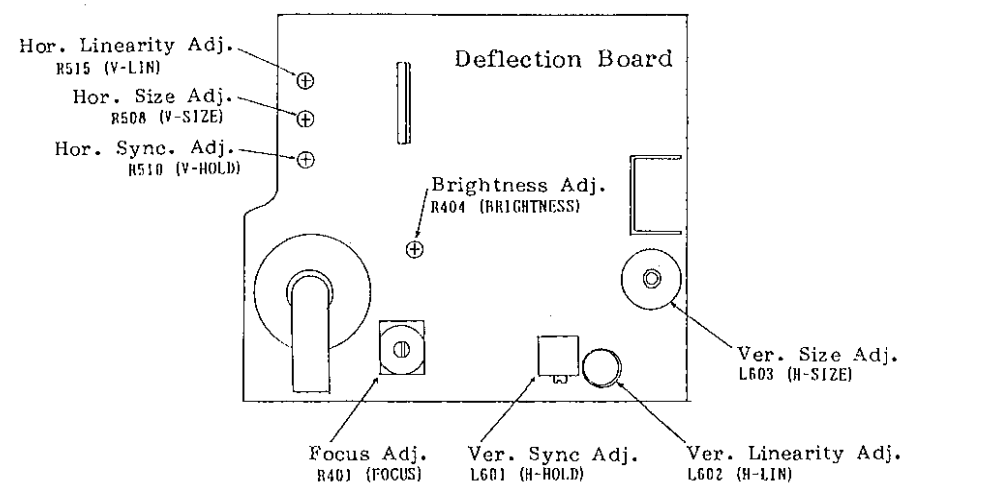 Deflection Board
Hor. Linearity Adj.
R515 (V-LIN)
Hor. Size Adj.
R508 (V-SIZE)
Hor. Sync. Adj.
R510 (V-HOLD)
Brightness Adj.
R404 (BRIGHTNESS)
Ver. Size Adj.
L603 (H-SIZE)
Focus Adj.
R401 (FOCUS)
Ver. Sync Adj.
L601 (H-HOLD)
Ver. Linearity Adj.
L602 (H-LIN)